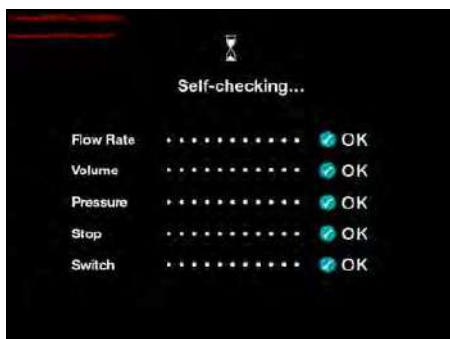 Self-checking...
Flow Rate ........... OK
Volume ........... OK
Pressure ........... OK
Stop ........... OK
Switch ........... OK